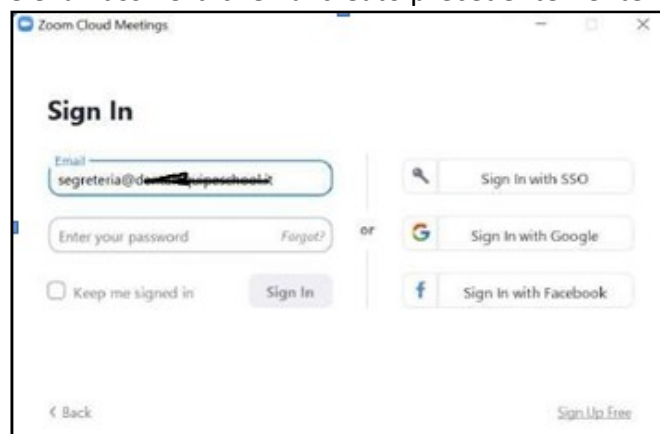 Zoom Cloud Meetings
Sign In
Email
segreteria@
Enter your password
Forgot?
Keep me signed in
Sign In
or
Sign In with SSO
Sign In with Google
Sign In with Facebook
< Back
Sign Up Free